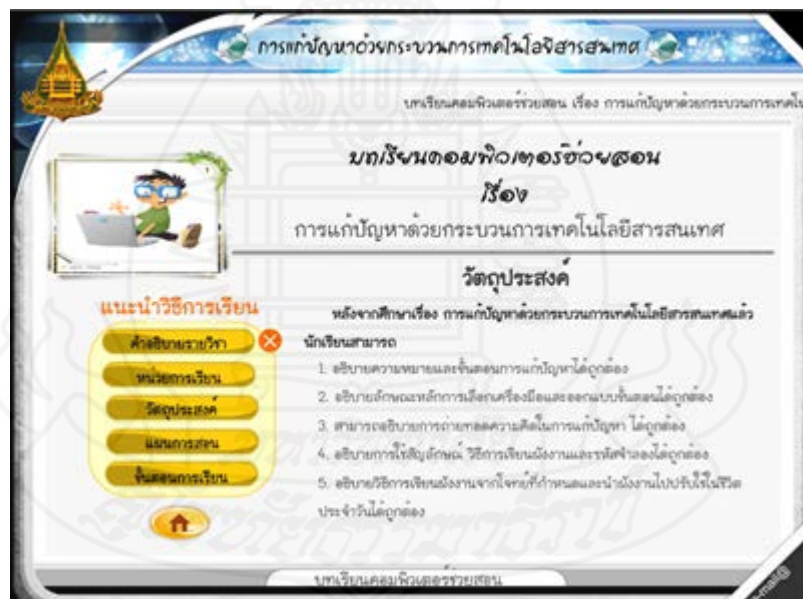 การแก้ปัญหาด้วยกระบวนการเทคโนโลยีสารสนเทศ
บทเรียนคอมพิวเตอร์ช่วยสอน เรื่อง การแก้ปัญหาด้วยกระบวนการเทคโ
บทเรียนคอมพิวเตอร์ช่วยสอน
เรื่อง
การแก้ปัญหาด้วยกระบวนการเทคโนโลยีสารสนเทศ
วัตถุประสงค์
หลังจากศึกษาเรื่อง การแก้ปัญหาด้วยกระบวนการเทคโนโลยีสารสนเทศแล้ว
นักเรียนสามารถ
1. อธิบายความหมายและขั้นตอนการแก้ปัญหาได้ถูกต้อง
2. อธิบายลักษณะหลักการเลือกเครื่องมือและออกแบบขั้นตอนได้ถูกต้อง
3. สามารถอธิบายการถ่ายทอดความคิดในการแก้ปัญหา ได้ถูกต้อง
4. อธิบายการใช้สัญลักษณ์ วิธีการเขียนผังงานและรหัสจำลองได้ถูกต้อง
5. อธิบายวิธีการเขียนผังงานจากโจทย์ที่กำหนดและนำผังงานไปปรับใช้ในชีวิต
ประจำวันได้ถูกต้อง
แนะนำวิธีการเรียน
คำอธิบายรายวิชา
หน่วยการเรียน
วัตถุประสงค์
แผนการสอน
ขั้นตอนการเรียน
บทเรียนคอมพิวเตอร์ช่วยสอน